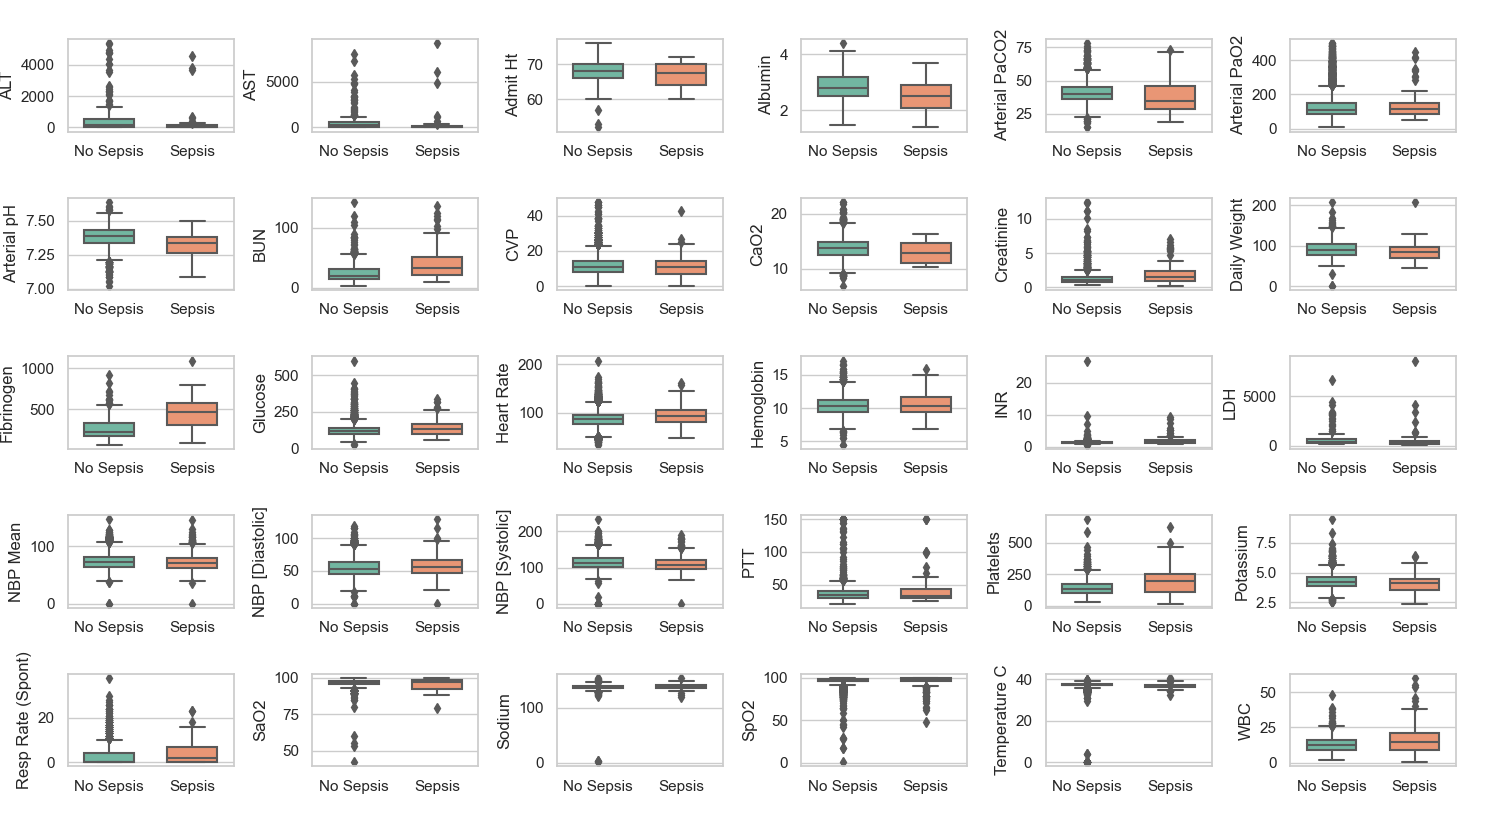 ALT
4000
2000
0
No Sepsis Sepsis
AST
5000
0
No Sepsis Sepsis
Admit Ht
70
60
No Sepsis Sepsis
Albumin
4
2
No Sepsis Sepsis
Arterial PaCO2
75
50
25
No Sepsis Sepsis
Arterial PaO2
400
200
0
No Sepsis Sepsis
Arterial pH
7.50
7.25
7.00
No Sepsis Sepsis
BUN
100
0
No Sepsis Sepsis
CVP
40
20
0
No Sepsis Sepsis
CaO2
20
10
No Sepsis Sepsis
Creatinine
10
5
0
No Sepsis Sepsis
Daily Weight
200
100
0
No Sepsis Sepsis
Fibrinogen
1000
500
No Sepsis Sepsis
Glucose
500
250
0
No Sepsis Sepsis
Heart Rate
200
100
No Sepsis Sepsis
Hemoglobin
15
10
5
No Sepsis Sepsis
INR
20
10
0
No Sepsis Sepsis
LDH
5000
0
No Sepsis Sepsis
NBP Mean
100
0
No Sepsis Sepsis
NBP [Diastolic]
100
50
0
No Sepsis Sepsis
NBP [Systolic]
200
100
0
No Sepsis Sepsis
PTT
150
100
50
No Sepsis Sepsis
Platelets
500
250
0
No Sepsis Sepsis
Potassium
7.5
5.0
2.5
No Sepsis Sepsis
Resp Rate (Spont)
20
0
No Sepsis Sepsis
SaO2
100
75
50
No Sepsis Sepsis
Sodium
100
0
No Sepsis Sepsis
SpO2
100
50
0
No Sepsis Sepsis
Temperature C
40
20
0
No Sepsis Sepsis
WBC
50
25
0
No Sepsis Sepsis